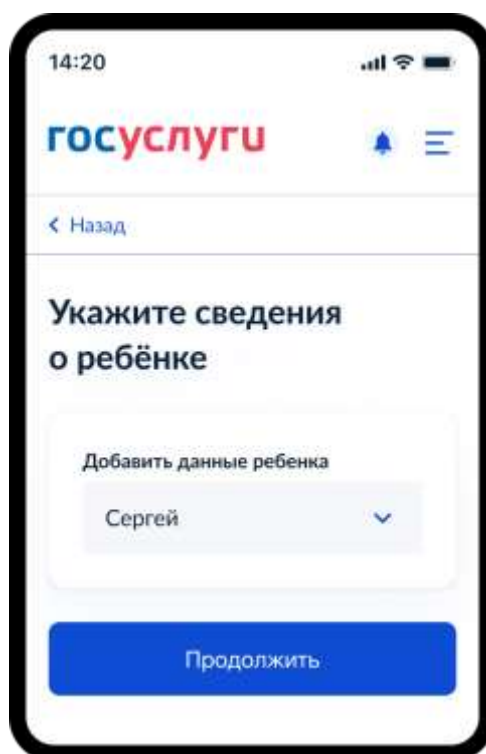 14:20
госуслуги
Назад
Укажите сведения
о ребёнке
Добавить данные ребенка
Сергей
Продолжить